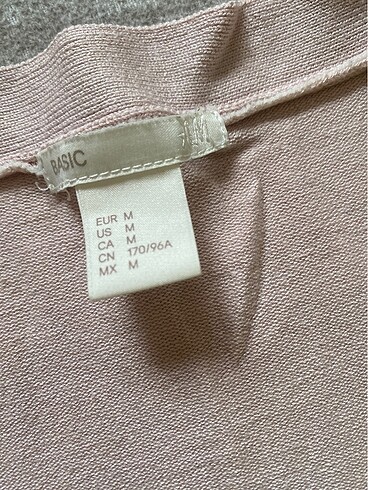 BASIC
EUR M
US M
CA M
CN 170/96A
MX M